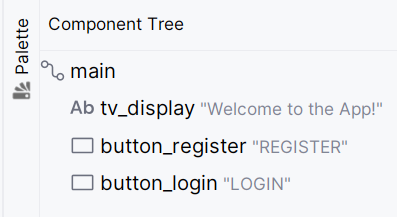 Palette
Component Tree
main
Ab tv_display "Welcome to the App!"
button_register "REGISTER"
button_login "LOGIN"